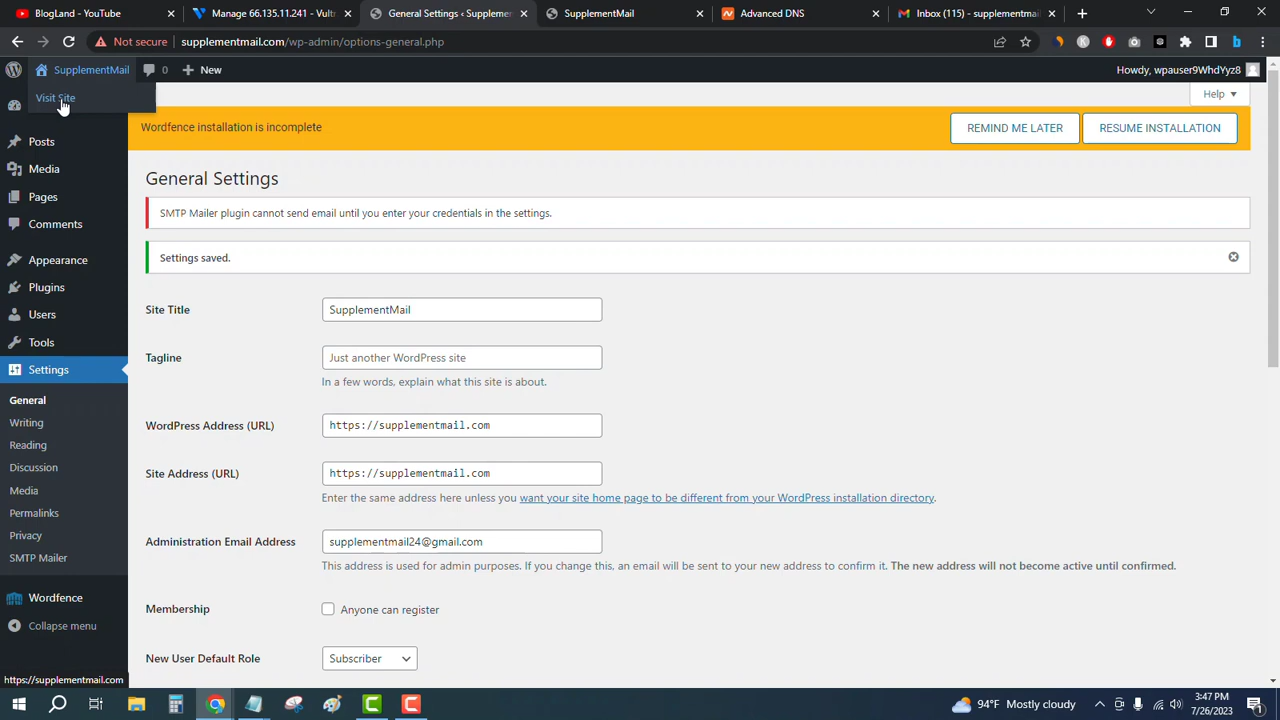 BlogLand - YouTube
Manage 66.135.11.241 - Vultr
General Settings ‹ Supplemen
SupplementMail
Advanced DNS
Inbox (115) - supplementmai
Not secure
supplementmail.com/wp-admin/options-general.php
SupplementMail
0
New
Howdy, wpauser9WhdYyz8
Visit Site
Help
Wordfence installation is incomplete
REMIND ME LATER
RESUME INSTALLATION
Posts
Media
Pages
Comments
Appearance
Plugins
Users
Tools
Settings
General
Writing
Reading
Discussion
Media
Permalinks
Privacy
SMTP Mailer
Wordfence
Collapse menu
General Settings
SMTP Mailer plugin cannot send email until you enter your credentials in the settings.
Settings saved.
Site Title
SupplementMail
Tagline
Just another WordPress site
In a few words, explain what this site is about.
WordPress Address (URL)
https://supplementmail.com
Site Address (URL)
https://supplementmail.com
Enter the same address here unless you want your site home page to be different from your WordPress installation directory.
Administration Email Address
supplementmail24@gmail.com
This address is used for admin purposes. If you change this, an email will be sent to your new address to confirm it. The new address will not become active until confirmed.
Membership
Anyone can register
New User Default Role
Subscriber
https://supplementmail.com
94°F Mostly cloudy
3:47 PM
7/26/2023
1